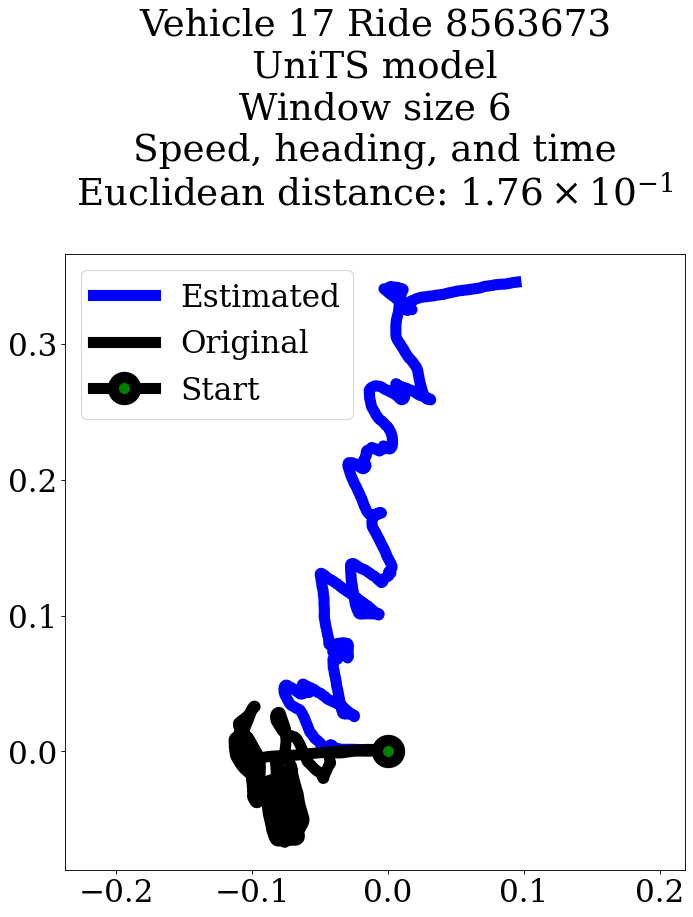 Vehicle 17 Ride 8563673
UniTS model
Window size 6
Speed, heading, and time
Euclidean distance: 1.76 × 10⁻¹
Estimated
Original
Start
0.3
0.2
0.1
0.0
−0.2 −0.1 0.0 0.1 0.2